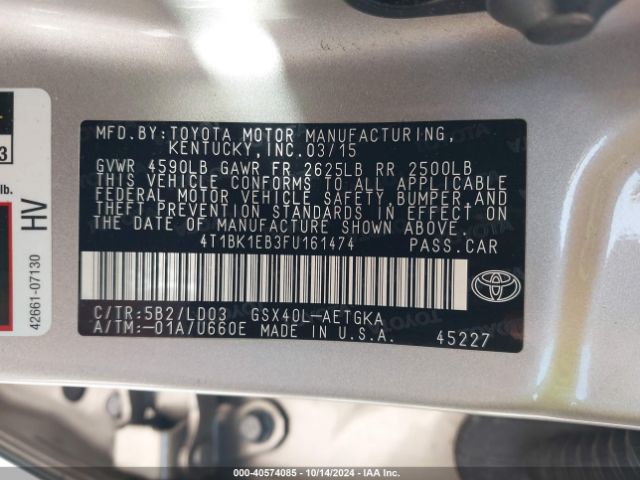 MFD.BY:TOYOTA MOTOR MANUFACTURING,
KENTUCKY, INC.03/15
GVWR 4590LB GAWR FR 2625LB RR 2500LB
THIS VEHICLE CONFORMS TO ALL APPLICABLE
FEDERAL MOTOR VEHICLE SAFETY,BUMPER,AND
THEFT PREVENTION STANDARDS IN EFFECT ON
THE DATE OF MANUFACTURE SHOWN ABOVE.
4T1BK1EB3FU161474 PASS.CAR
C/TR:5B2/LD03 GSX40L-AETGKA
A/TM:-01A/U660E MADE IN U.S.A. 45227
3
lb.
HV
42661-07130
000-40574085 - 10/14/2024 - IAA Inc.